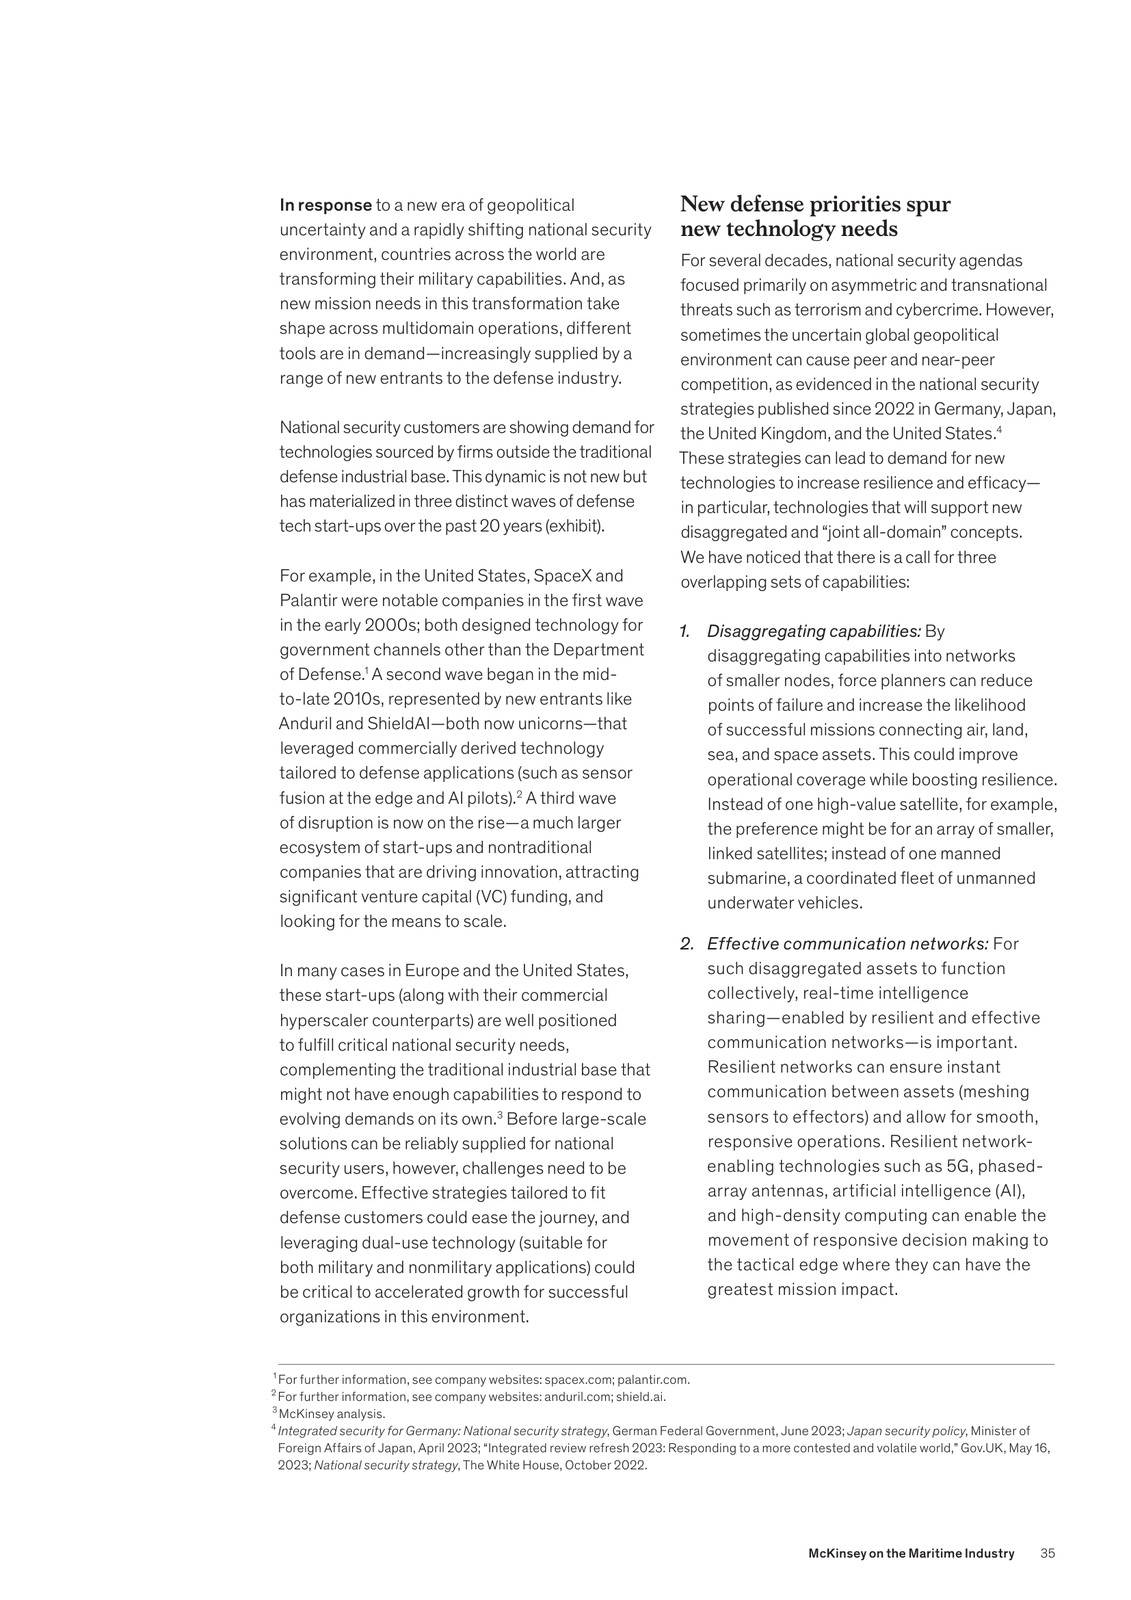 In response to a new era of geopolitical
uncertainty and a rapidly shifting national security
environment, countries across the world are
transforming their military capabilities. And, as
new mission needs in this transformation take
shape across multidomain operations, different
tools are in demand—increasingly supplied by a
range of new entrants to the defense industry.
National security customers are showing demand for
technologies sourced by firms outside the traditional
defense industrial base. This dynamic is not new but
has materialized in three distinct waves of defense
tech start-ups over the past 20 years (exhibit).
For example, in the United States, SpaceX and
Palantir were notable companies in the first wave
in the early 2000s; both designed technology for
government channels other than the Department
of Defense.¹ A second wave began in the mid-
to-late 2010s, represented by new entrants like
Anduril and ShieldAI—both now unicorns—that
leveraged commercially derived technology
tailored to defense applications (such as sensor
fusion at the edge and AI pilots).² A third wave
of disruption is now on the rise—a much larger
ecosystem of start-ups and nontraditional
companies that are driving innovation, attracting
significant venture capital (VC) funding, and
looking for the means to scale.
In many cases in Europe and the United States,
these start-ups (along with their commercial
hyperscaler counterparts) are well positioned
to fulfill critical national security needs,
complementing the traditional industrial base that
might not have enough capabilities to respond to
evolving demands on its own.³ Before large-scale
solutions can be reliably supplied for national
security users, however, challenges need to be
overcome. Effective strategies tailored to fit
defense customers could ease the journey, and
leveraging dual-use technology (suitable for
both military and nonmilitary applications) could
be critical to accelerated growth for successful
organizations in this environment.
New defense priorities spur
new technology needs
For several decades, national security agendas
focused primarily on asymmetric and transnational
threats such as terrorism and cybercrime. However,
sometimes the uncertain global geopolitical
environment can cause peer and near-peer
competition, as evidenced in the national security
strategies published since 2022 in Germany, Japan,
the United Kingdom, and the United States.⁴
These strategies can lead to demand for new
technologies to increase resilience and efficacy—
in particular, technologies that will support new
disaggregated and “joint all-domain” concepts.
We have noticed that there is a call for three
overlapping sets of capabilities:
1. Disaggregating capabilities: By
disaggregating capabilities into networks
of smaller nodes, force planners can reduce
points of failure and increase the likelihood
of successful missions connecting air, land,
sea, and space assets. This could improve
operational coverage while boosting resilience.
Instead of one high-value satellite, for example,
the preference might be for an array of smaller,
linked satellites; instead of one manned
submarine, a coordinated fleet of unmanned
underwater vehicles.
2. Effective communication networks: For
such disaggregated assets to function
collectively, real-time intelligence
sharing—enabled by resilient and effective
communication networks—is important.
Resilient networks can ensure instant
communication between assets (meshing
sensors to effectors) and allow for smooth,
responsive operations. Resilient network-
enabling technologies such as 5G, phased-
array antennas, artificial intelligence (AI),
and high-density computing can enable the
movement of responsive decision making to
the tactical edge where they can have the
greatest mission impact.
¹ For further information, see company websites: spacex.com; palantir.com.
² For further information, see company websites: anduril.com; shield.ai.
³ McKinsey analysis.
⁴ Integrated security for Germany: National security strategy, German Federal Government, June 2023; Japan security policy, Minister of
Foreign Affairs of Japan, April 2023; “Integrated review refresh 2023: Responding to a more contested and volatile world,” Gov.UK, May 16,
2023; National security strategy, The White House, October 2022.
McKinsey on the Maritime Industry 35